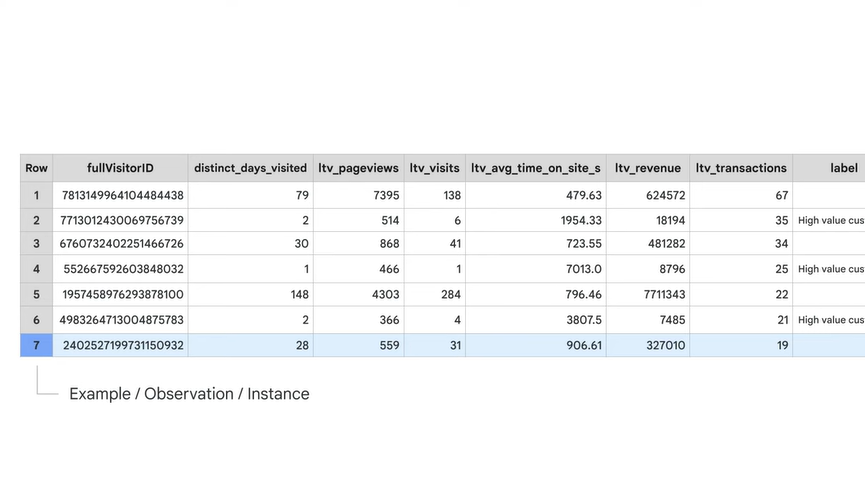 Row fullVisitorID distinct_days_visited ltv_pageviews ltv_visits ltv_avg_time_on_site_s ltv_revenue ltv_transactions label
1 7813149964104484438 79 7395 138 479.63 624572 67
2 7713012430069756739 2 514 6 1954.33 18194 35 High value cus
3 6760732402251466726 30 868 41 723.55 481282 34
4 552667592603848032 1 466 1 7013.0 8796 25 High value cus
5 1957458976293878100 148 4303 284 796.46 7711343 22
6 4983264713004875783 2 366 4 3807.5 7485 21 High value cus
7 2402527199731150932 28 559 31 906.61 327010 19
Example / Observation / Instance